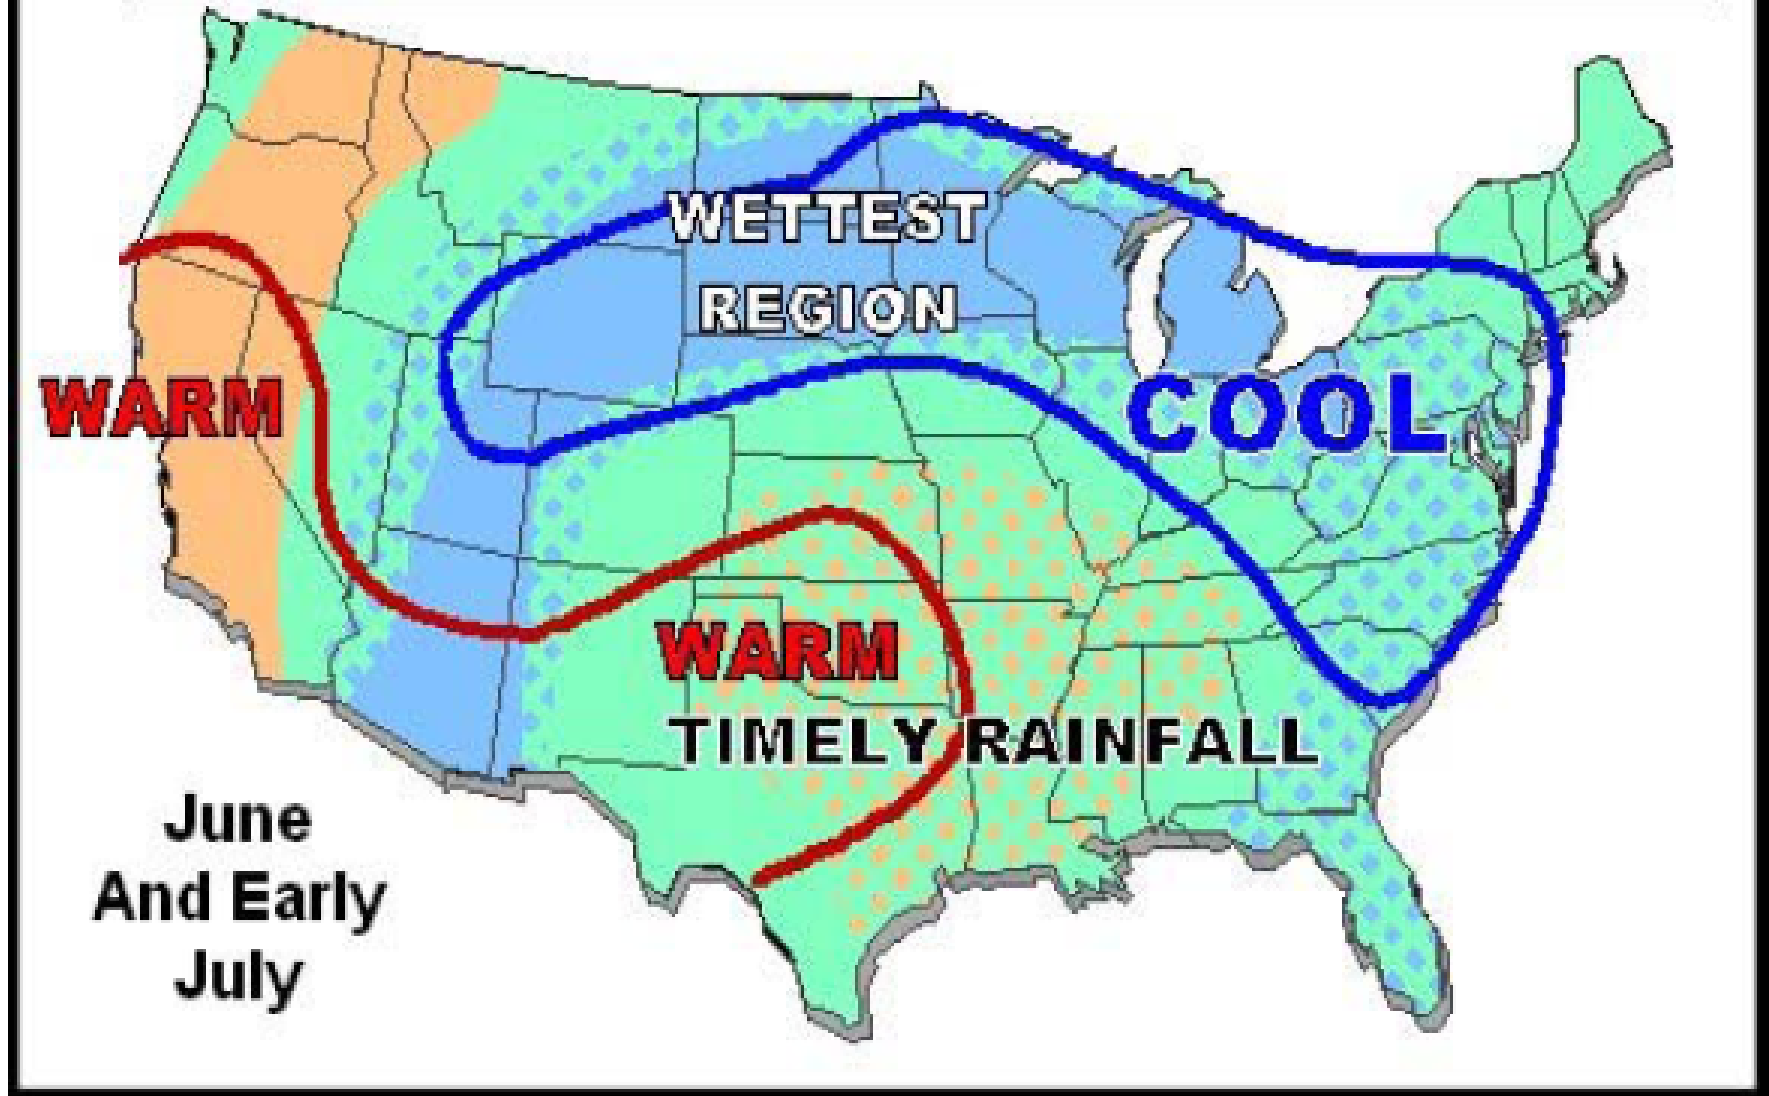 WETTEST
REGION
WARM
COOL
WARM
TIMELY RAINFALL
June
And Early
July